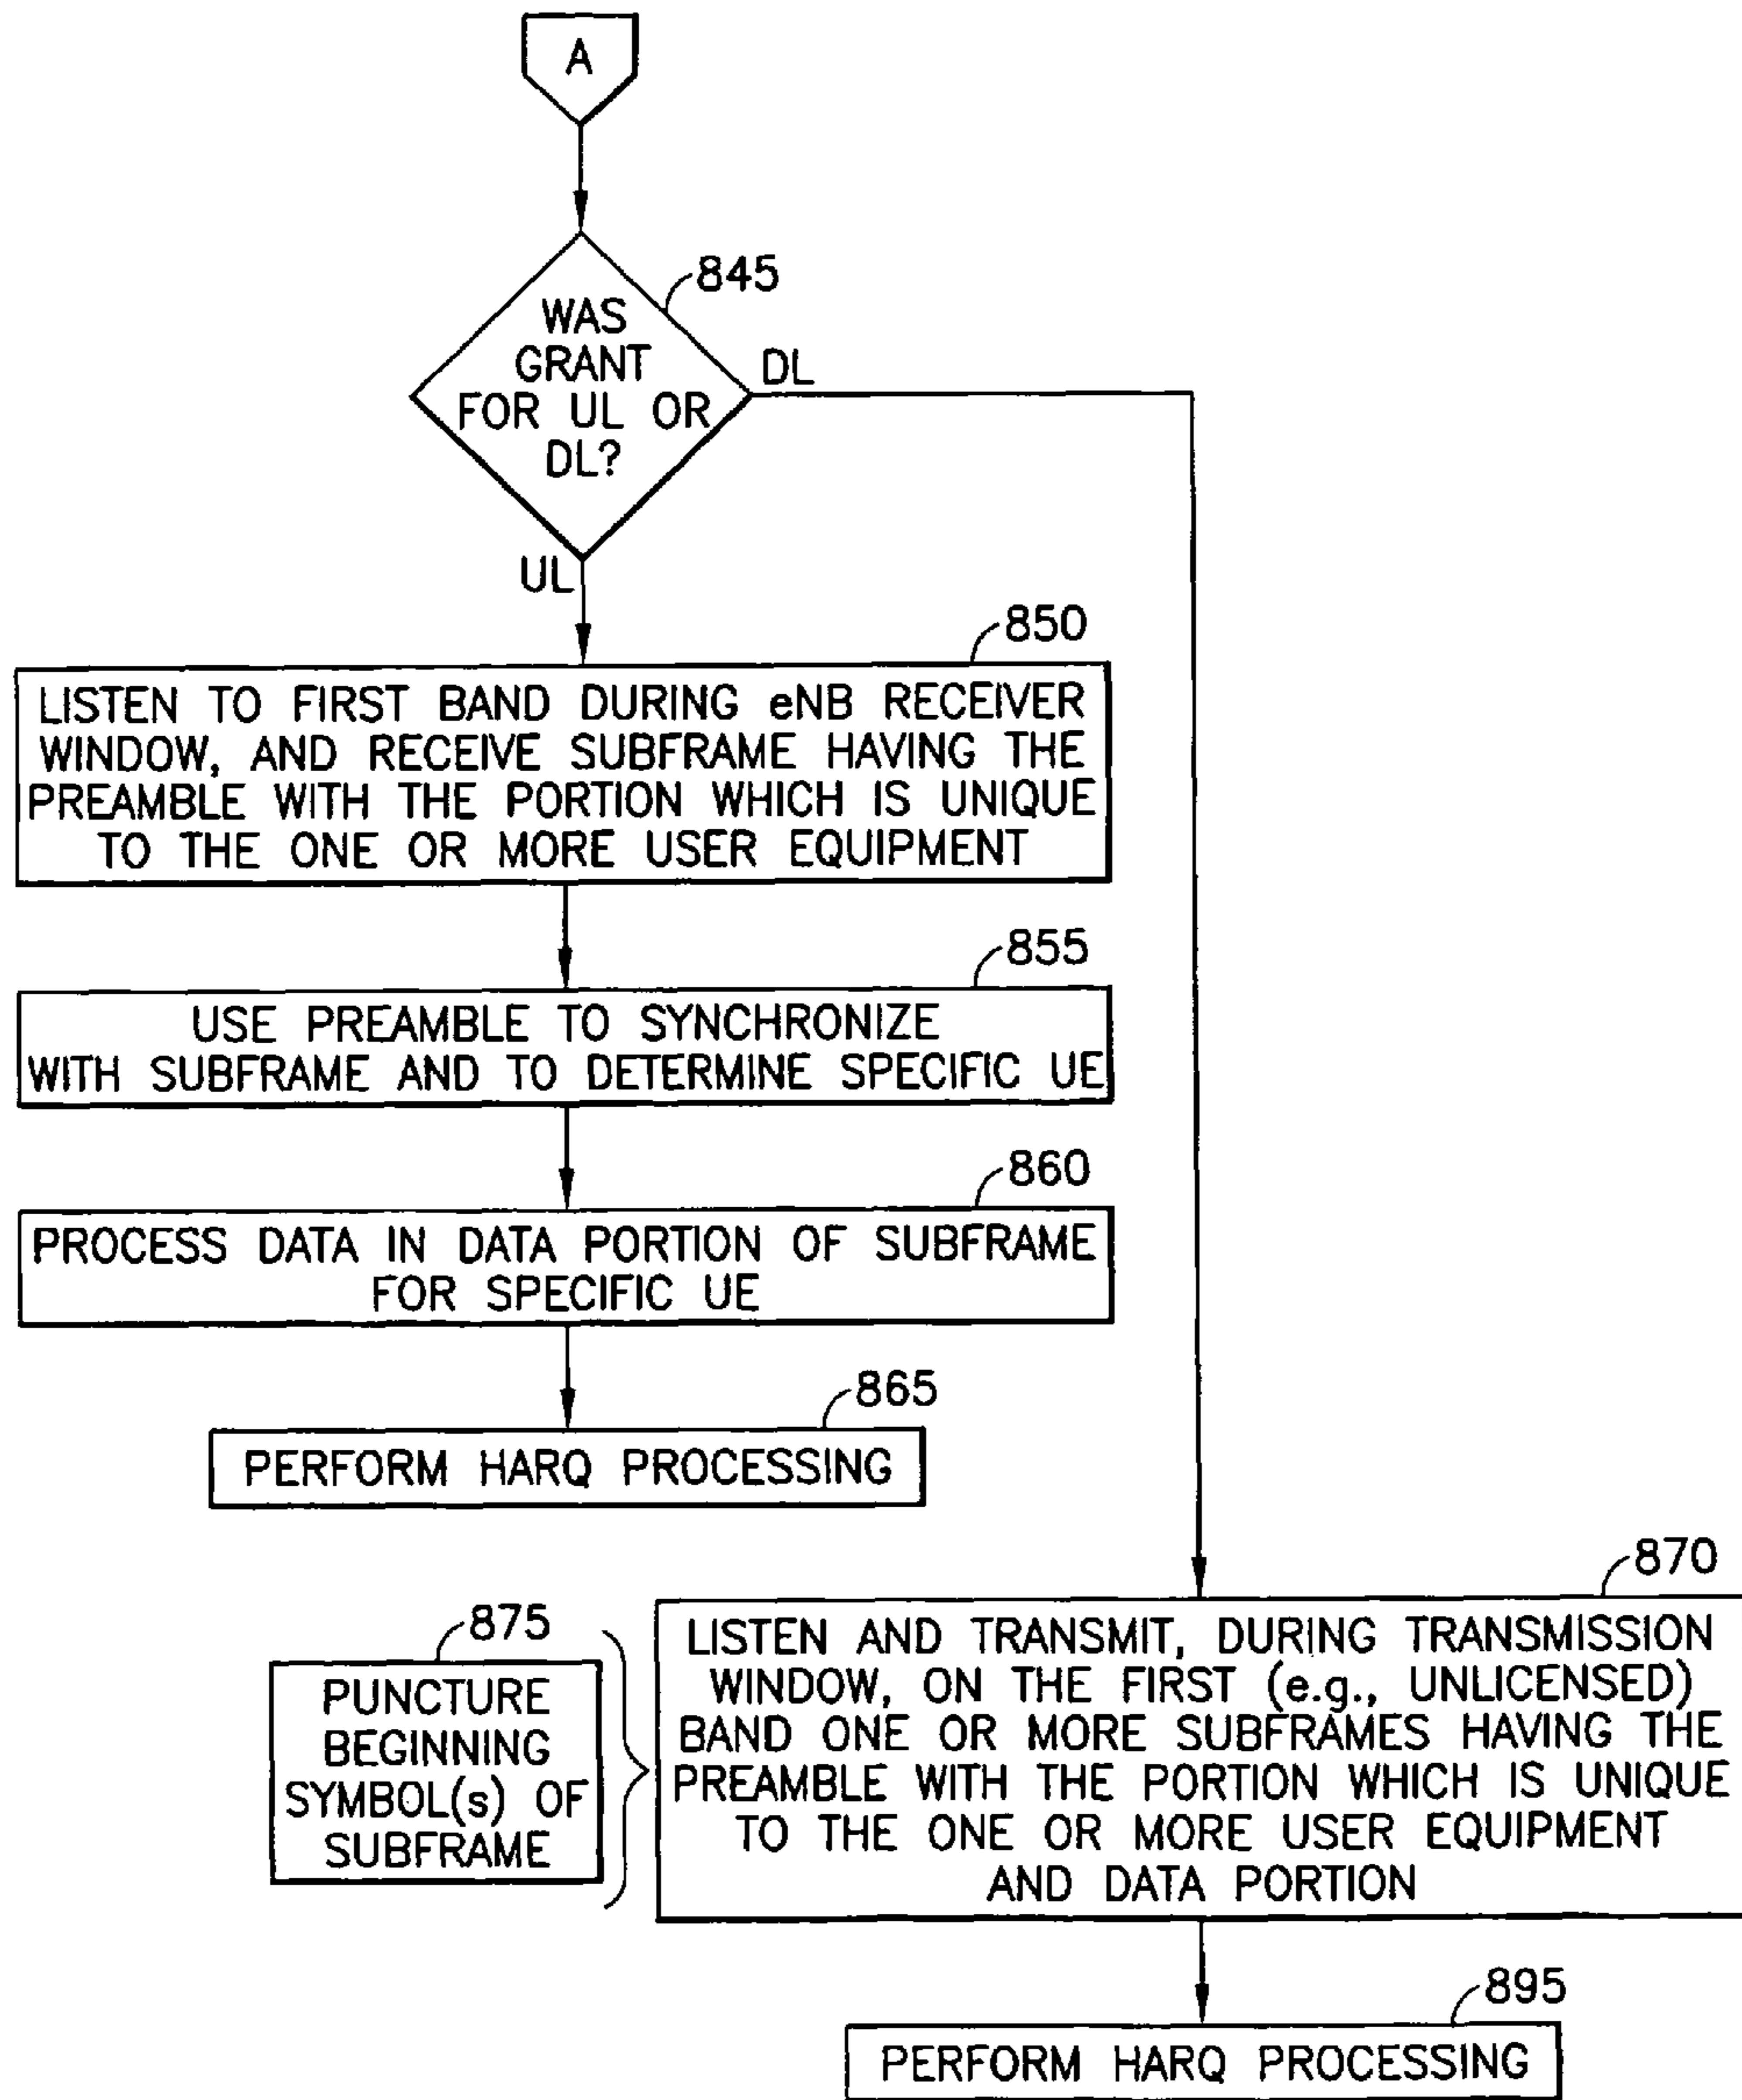 A
845
WAS
GRANT
FOR UL OR
DL?
DL
UL
850
LISTEN TO FIRST BAND DURING eNB RECEIVER
WINDOW, AND RECEIVE SUBFRAME HAVING THE
PREAMBLE WITH THE PORTION WHICH IS UNIQUE
TO THE ONE OR MORE USER EQUIPMENT
855
USE PREAMBLE TO SYNCHRONIZE
WITH SUBFRAME AND TO DETERMINE SPECIFIC UE
860
PROCESS DATA IN DATA PORTION OF SUBFRAME
FOR SPECIFIC UE
865
PERFORM HARQ PROCESSING
870
LISTEN AND TRANSMIT, DURING TRANSMISSION
WINDOW, ON THE FIRST (e.g., UNLICENSED)
BAND ONE OR MORE SUBFRAMES HAVING THE
PREAMBLE WITH THE PORTION WHICH IS UNIQUE
TO THE ONE OR MORE USER EQUIPMENT
AND DATA PORTION
875
PUNCTURE
BEGINNING
SYMBOL(s) OF
SUBFRAME
895
PERFORM HARQ PROCESSING